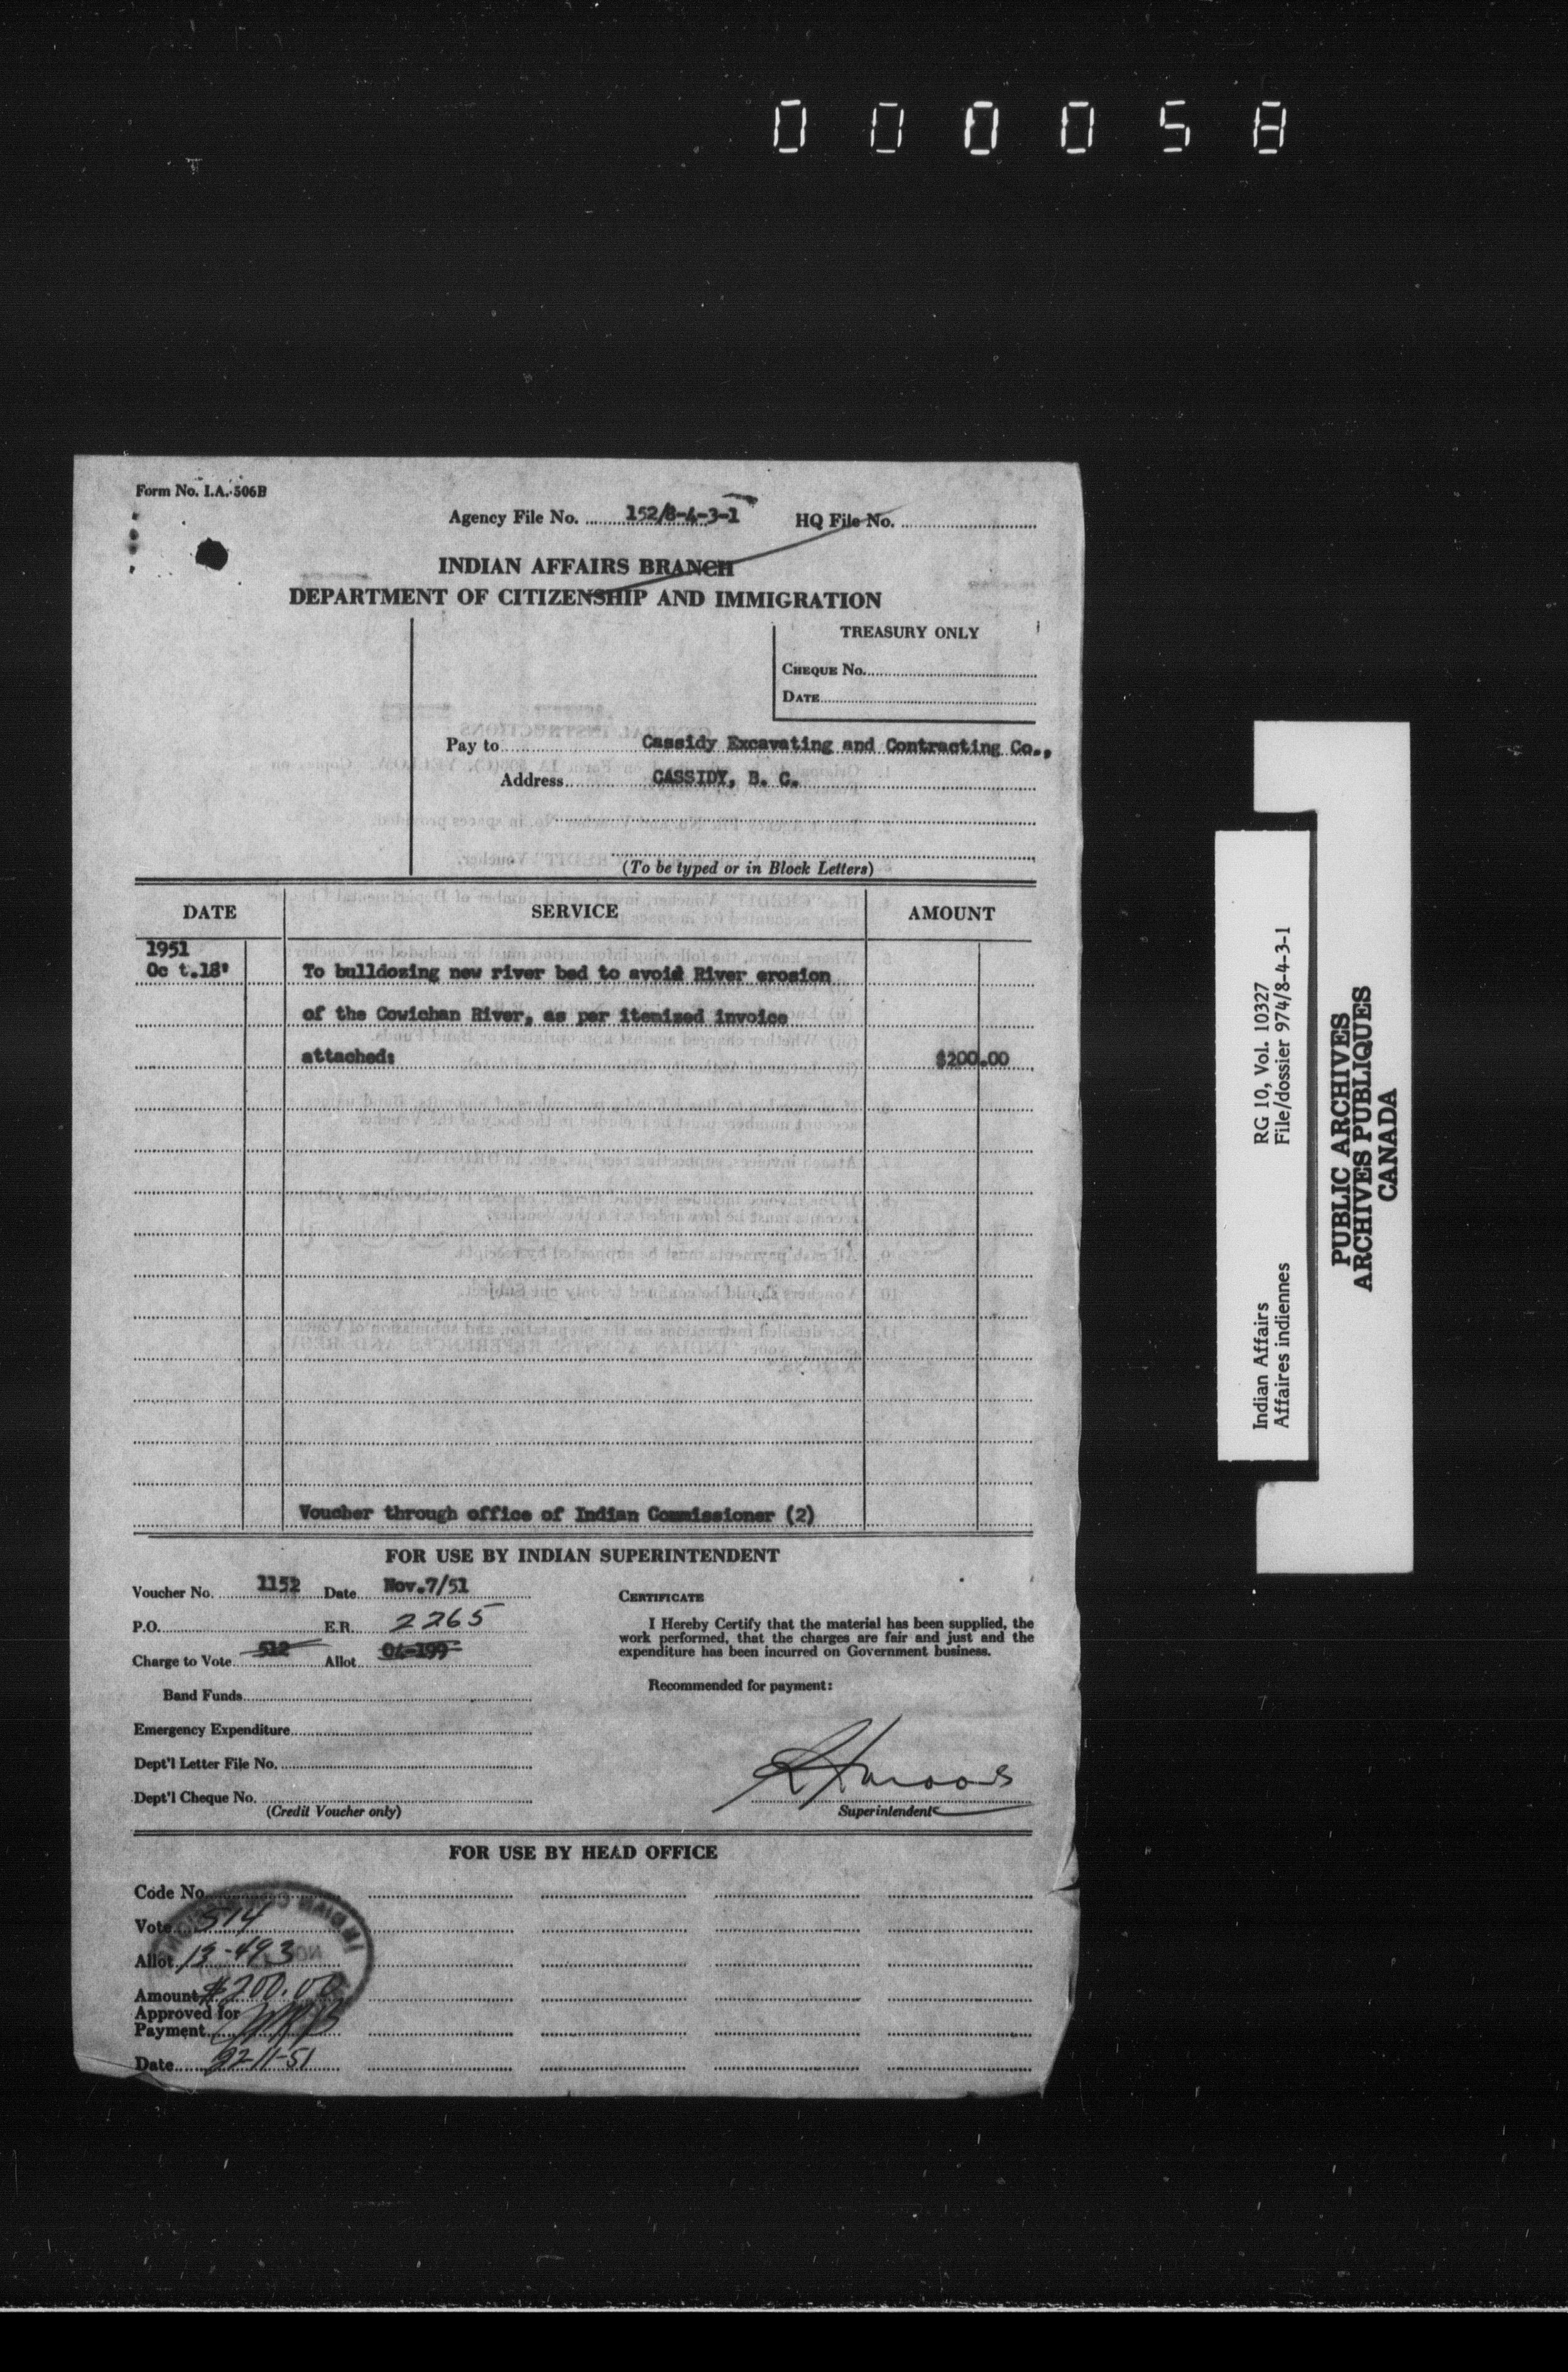 000058
Form No. I.A. 506B
Agency File No. 152/8-4-3-1 HQ File No.
INDIAN AFFAIRS BRANCH
DEPARTMENT OF CITIZENSHIP AND IMMIGRATION
TREASURY ONLY
CHEQUE No.
DATE
Pay to Cassidy Excavating and Contracting Co.,
Address CASSIDY, B. C.
(To be typed or in Block Letters)
DATE SERVICE AMOUNT
1951
Oc t.18' To bulldozing new river bed to avoid River erosion
of the Cowichan River, as per itemized invoice
attached: $200.00
Voucher through office of Indian Commissioner (2)
FOR USE BY INDIAN SUPERINTENDENT
Voucher No. 1152 Date Nov.7/51
P.O. E.R. 2265
Charge to Vote 512 Allot 04-199
Band Funds
Emergency Expenditure
Dept'l Letter File No.
Dept'l Cheque No.
(Credit Voucher only)
CERTIFICATE
I Hereby Certify that the material has been supplied, the
work performed, that the charges are fair and just and the
expenditure has been incurred on Government business.
Recommended for payment:
Superintendent
FOR USE BY HEAD OFFICE
Code No.
Vote 514
Allot 13-493
Amount $200.00
Approved for
Payment
Date 22-11-51
Indian Affairs RG 10, Vol. 10327
Affaires indiennes File/dossier 974/8-4-3-1
PUBLIC ARCHIVES
ARCHIVES PUBLIQUES
CANADA